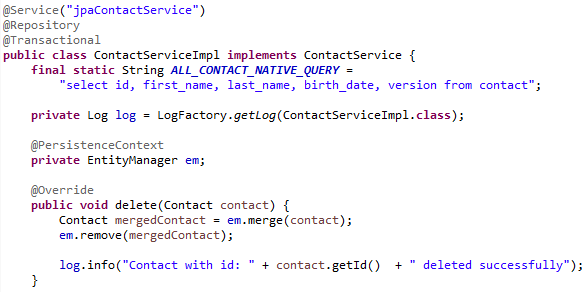 @Service("jpaContactService")
@Repository
@Transactional
public class ContactServiceImpl implements ContactService {
    final static String ALL_CONTACT_NATIVE_QUERY =
        "select id, first_name, last_name, birth_date, version from contact";
    private Log log = LogFactory.getLog(ContactServiceImpl.class);
    @PersistenceContext
    private EntityManager em;
    @Override
    public void delete(Contact contact) {
        Contact mergedContact = em.merge(contact);
        em.remove(mergedContact);
        log.info("Contact with id: " + contact.getId()  + " deleted successfully");
    }